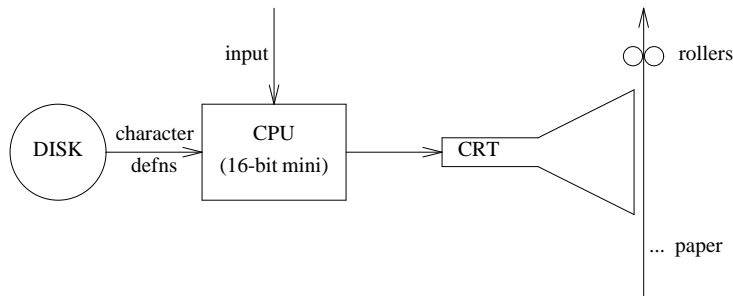 input
rollers
DISK
character
defns
CPU
(16-bit mini)
CRT
... paper